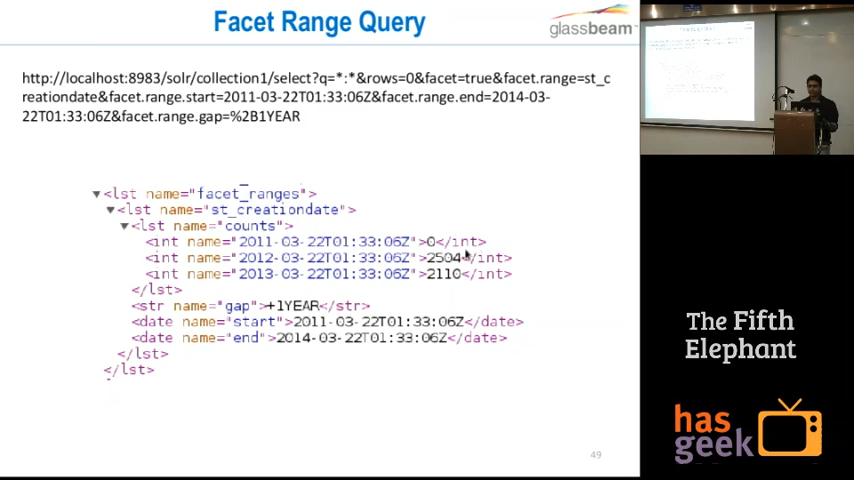 Facet Range Query
glassbeam
http://localhost:8983/solr/collection1/select?q=*:*&rows=0&facet=true&facet.range=st_c
reationdate&facet.range.start=2011-03-22T01:33:06Z&facet.range.end=2014-03-
22T01:33:06Z&facet.range.gap=%2B1YEAR
<lst name="facet_ranges">
<lst name="st_creationdate">
<lst name="counts">
<int name="2011-03-22T01:33:06Z">0</int>
<int name="2012-03-22T01:33:06Z">2504</int>
<int name="2013-03-22T01:33:06Z">2110</int>
</lst>
<str name="gap">+1YEAR</str>
<date name="start">2011-03-22T01:33:06Z</date>
<date name="end">2014-03-22T01:33:06Z</date>
</lst>
</lst>
49
The Fifth
Elephant
has
geek